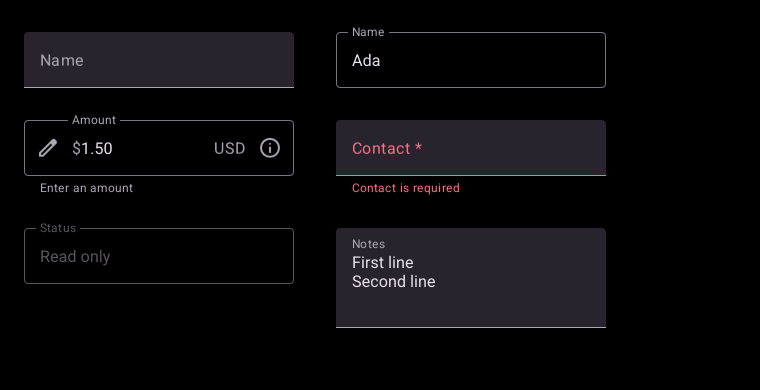 Name
Name
Ada
Amount
$1.50 USD
Enter an amount
Contact *
Contact is required
Status
Read only
Notes
First line
Second line